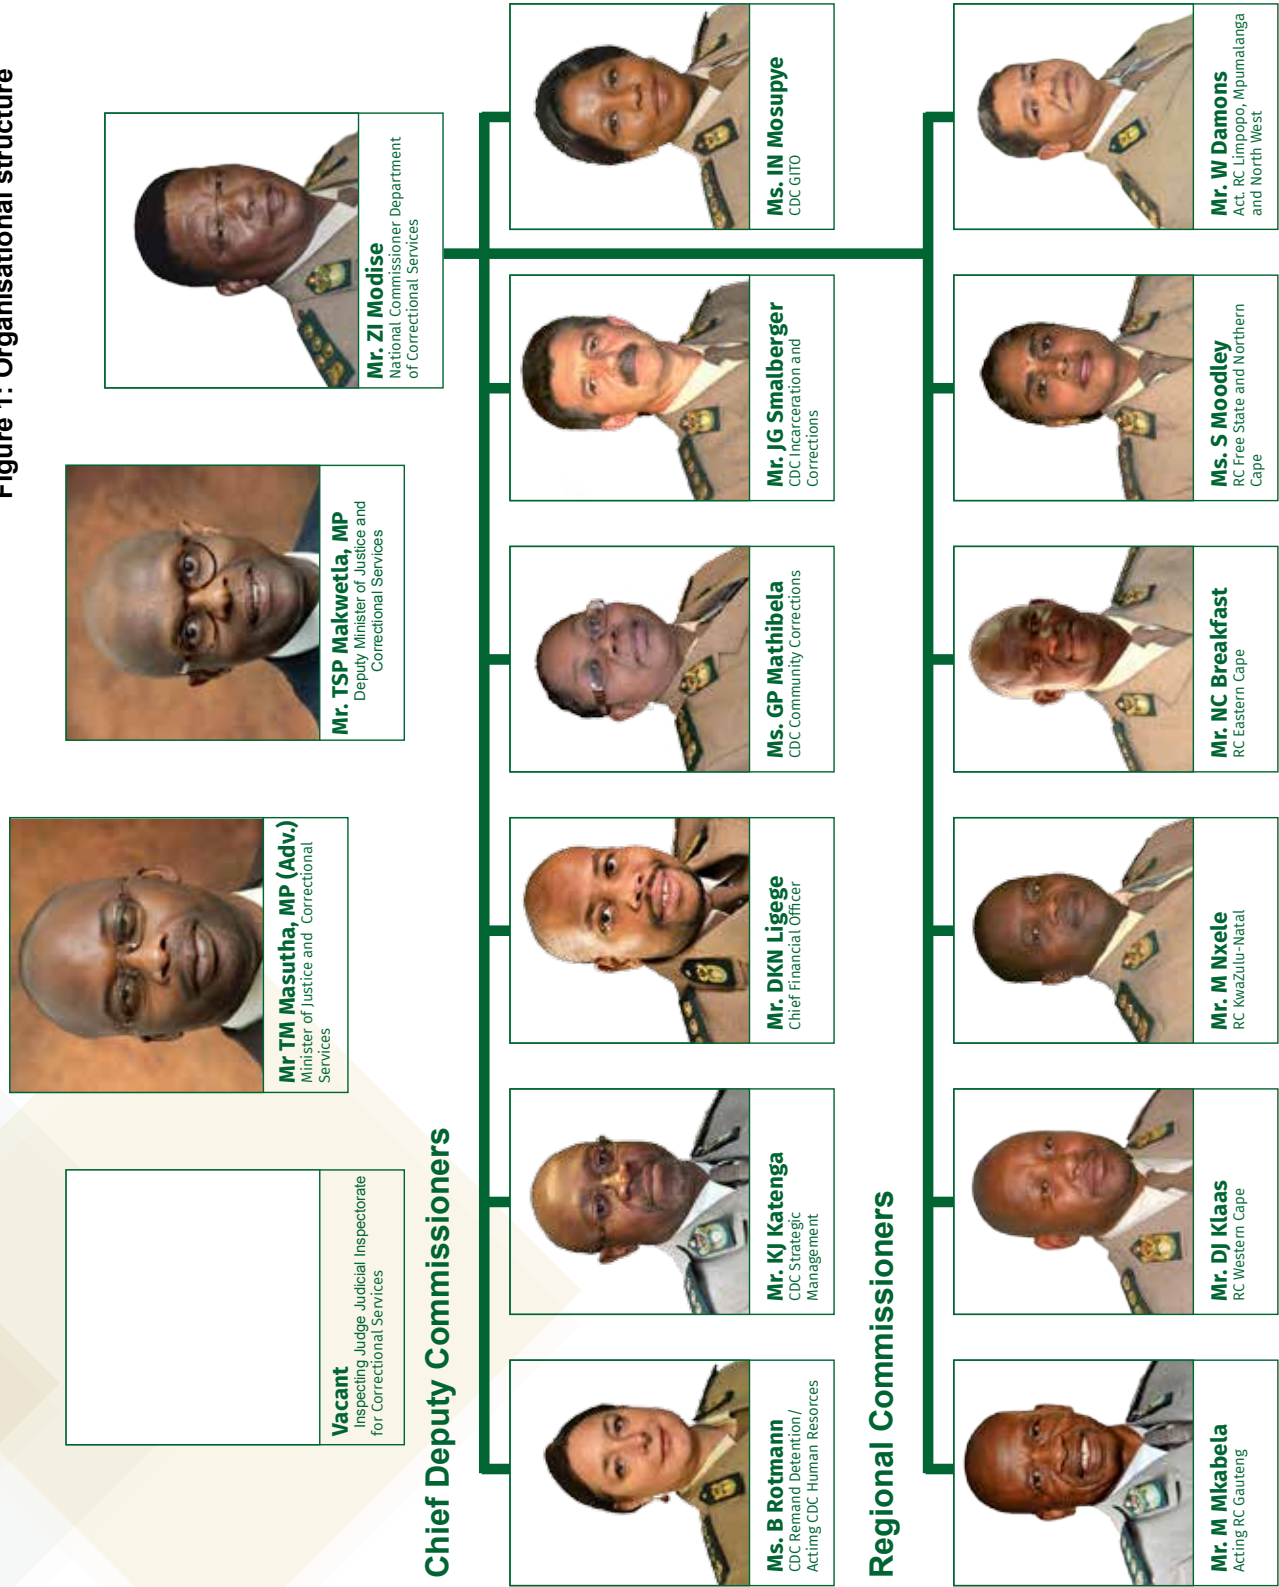 Figure 1: Organisational structure
Vacant
Inspecting Judge Judicial Inspectorate
for Correctional Services
Mr TM Masutha, MP (Adv.)
Minister of Justice and Correctional
Services
Mr. TSP Makwetla, MP
Deputy Minister of Justice and
Correctional Services
Mr. ZI Modise
National Commissioner Department
of Correctional Services
Chief Deputy Commissioners
Ms. B Rotmann
CDC Remand Detention/
Actimg CDC Human Resorces
Mr. KJ Katenga
CDC Strategic
Management
Mr. DKN Ligege
Chief Financial Officer
Ms. GP Mathibela
CDC Community Corrections
Mr. JG Smalberger
CDC Incarceration and
Corrections
Ms. IN Mosupye
CDC GITO
Regional Commissioners
Mr. M Mkabela
Acting RC Gauteng
Mr. DJ Klaas
RC Western Cape
Mr. M Nxele
RC KwaZulu-Natal
Mr. NC Breakfast
RC Eastern Cape
Ms. S Moodley
RC Free State and Northern
Cape
Mr. W Damons
Act. RC Limpopo, Mpumalanga
and North West